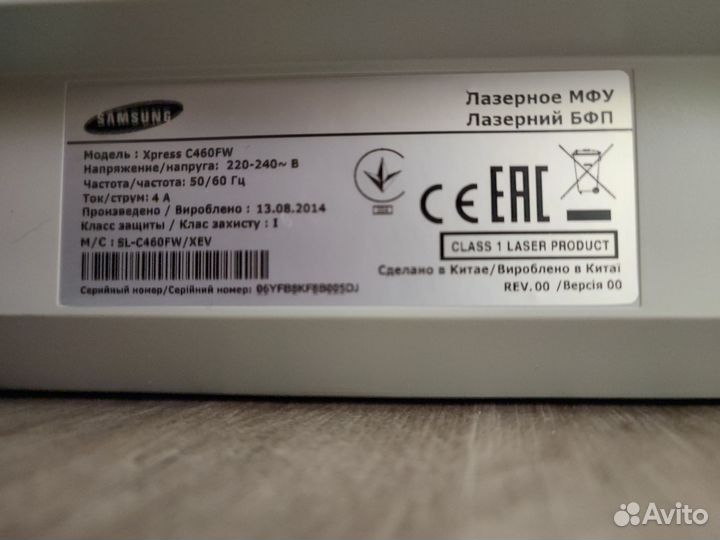 SAMSUNG
Лазерное МФУ
Лазерний БФП
Модель : Xpress C460FW
Напряжение/напруга: 220-240~ В
Частота/частота: 50/60 Гц
Ток/струм: 4 А
Произведено / Вироблено : 13.08.2014
Класс защиты / Клас захисту : I
M/C : SL-C460FW/XEV
CE EAC
CLASS 1 LASER PRODUCT
Сделано в Китае/Вироблено в Китаї
Серийный номер/Серійний номер:
REV. 00 /Версія 00
Avito